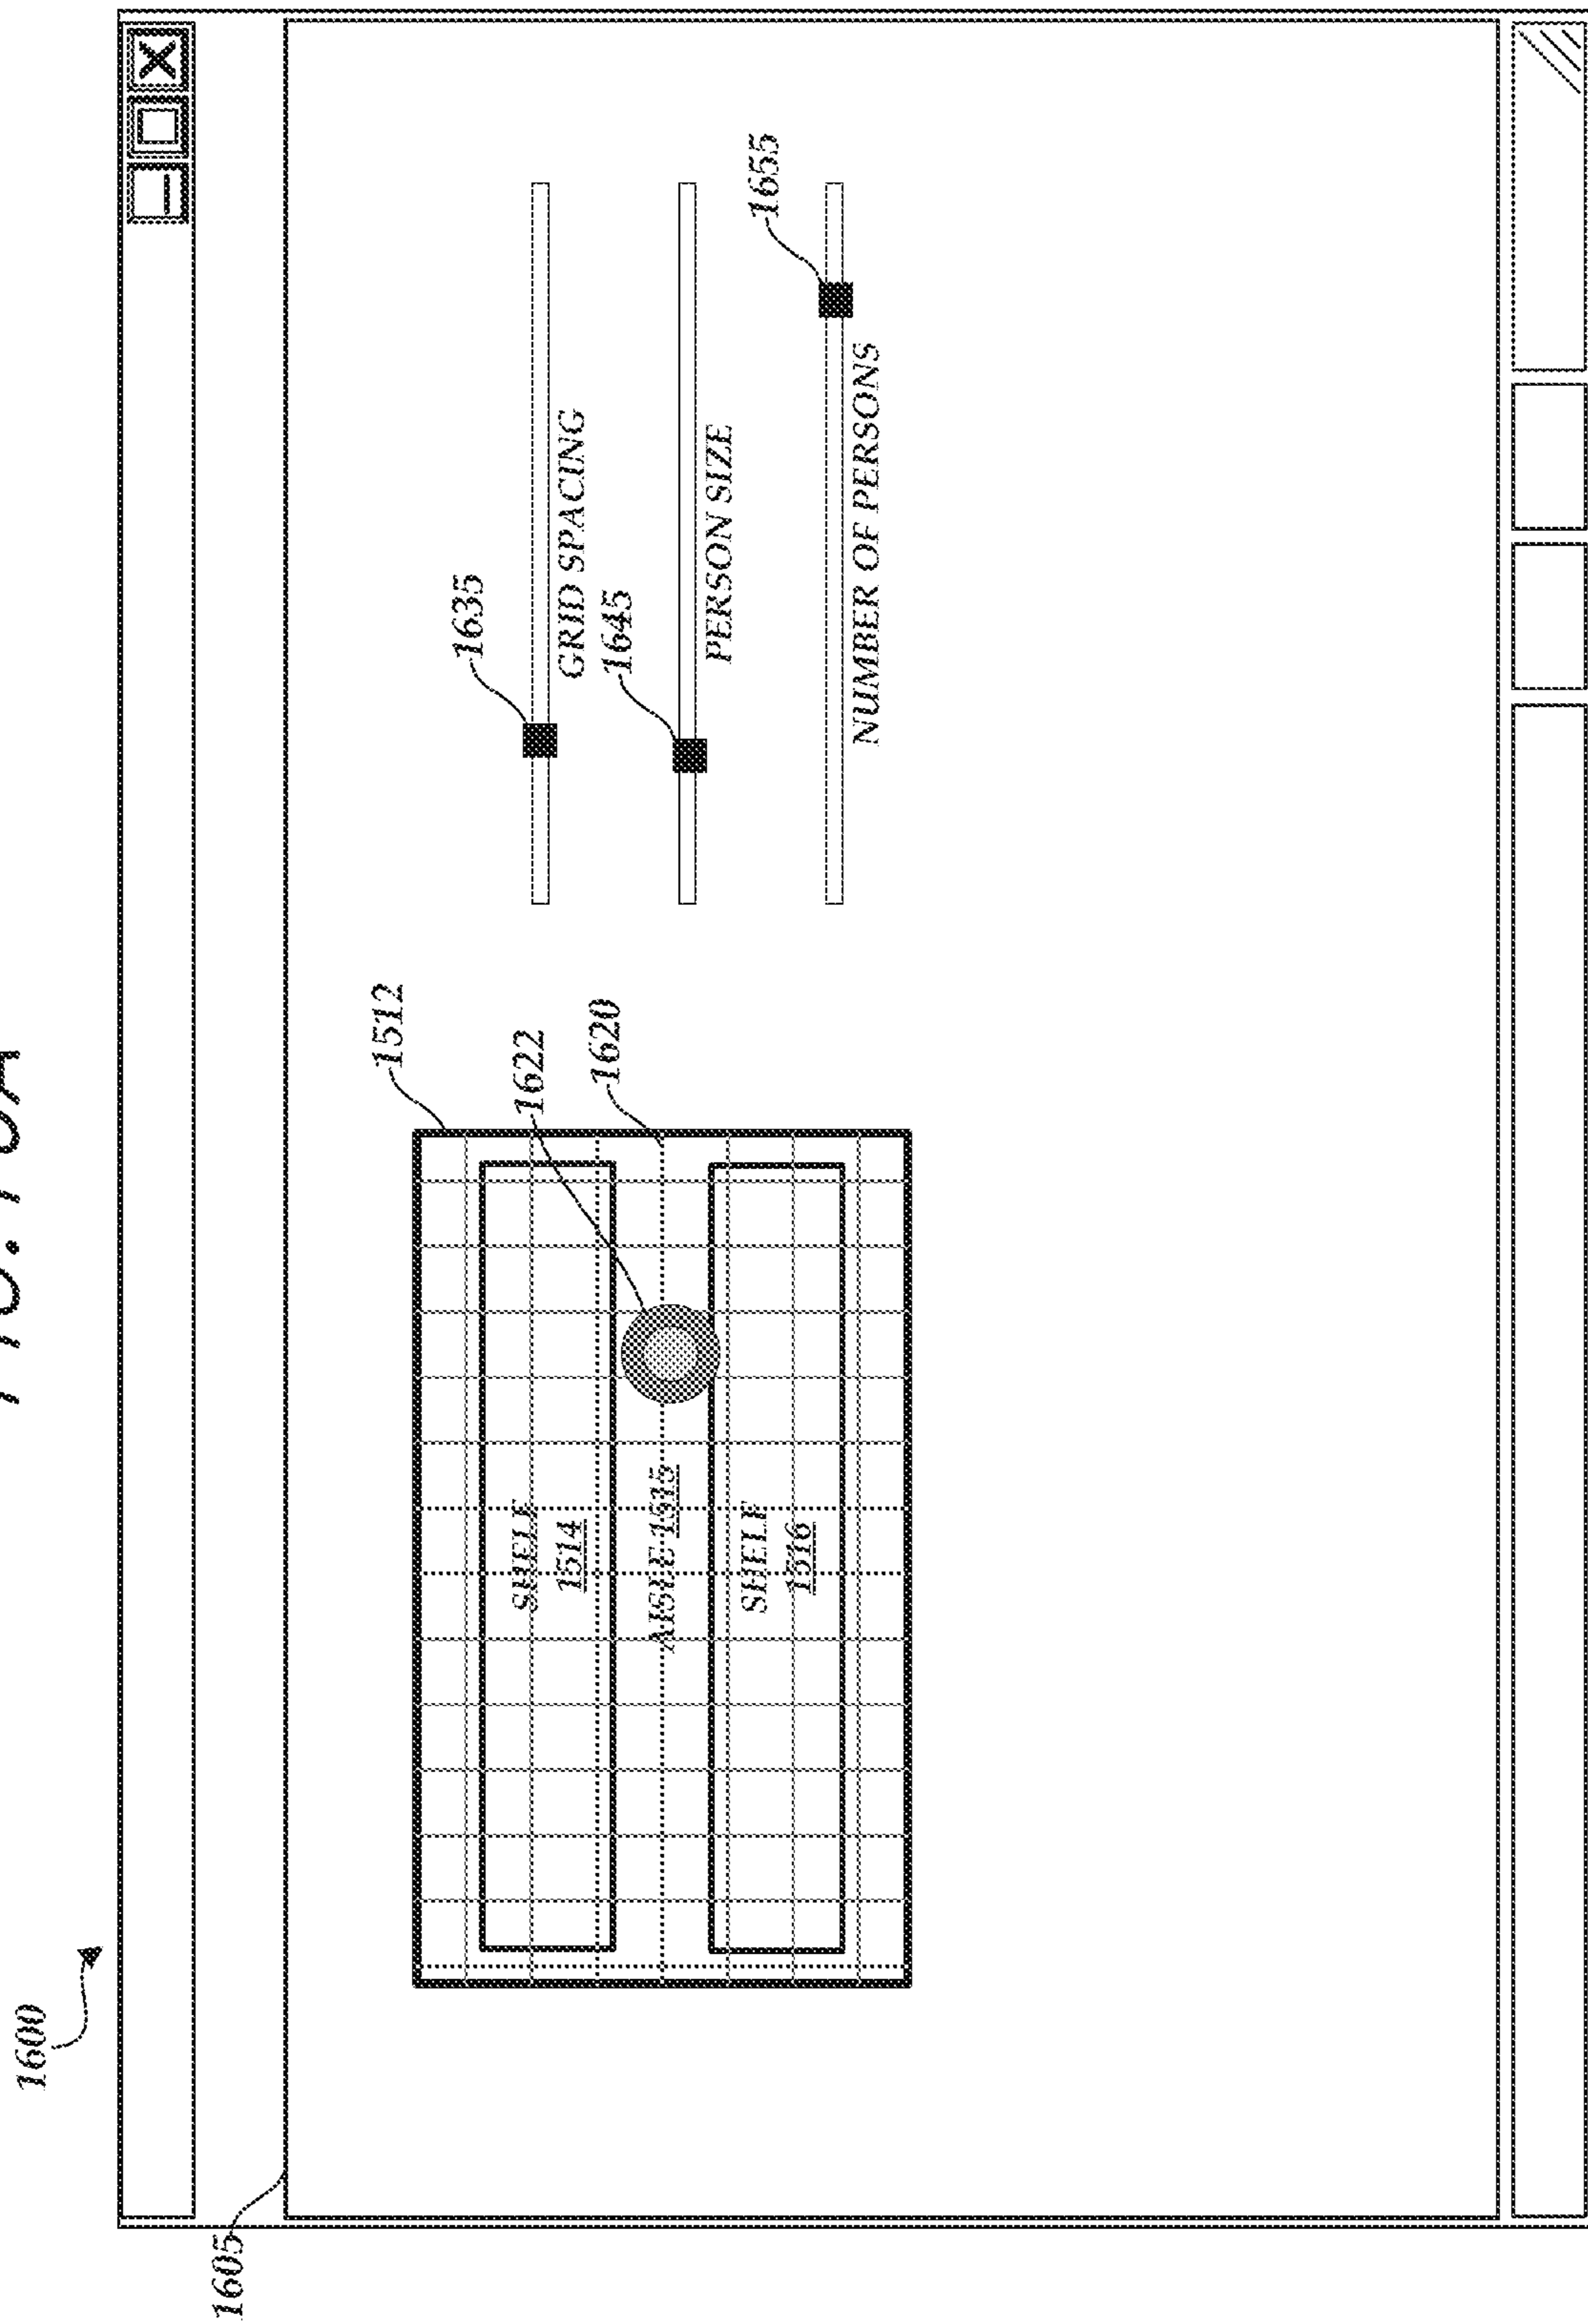 1600
1605
1512
1622
1620
SHELF
1514
AISLE 1515
SHELF
1516
1635
GRID SPACING
1645
PERSON SIZE
1655
NUMBER OF PERSONS